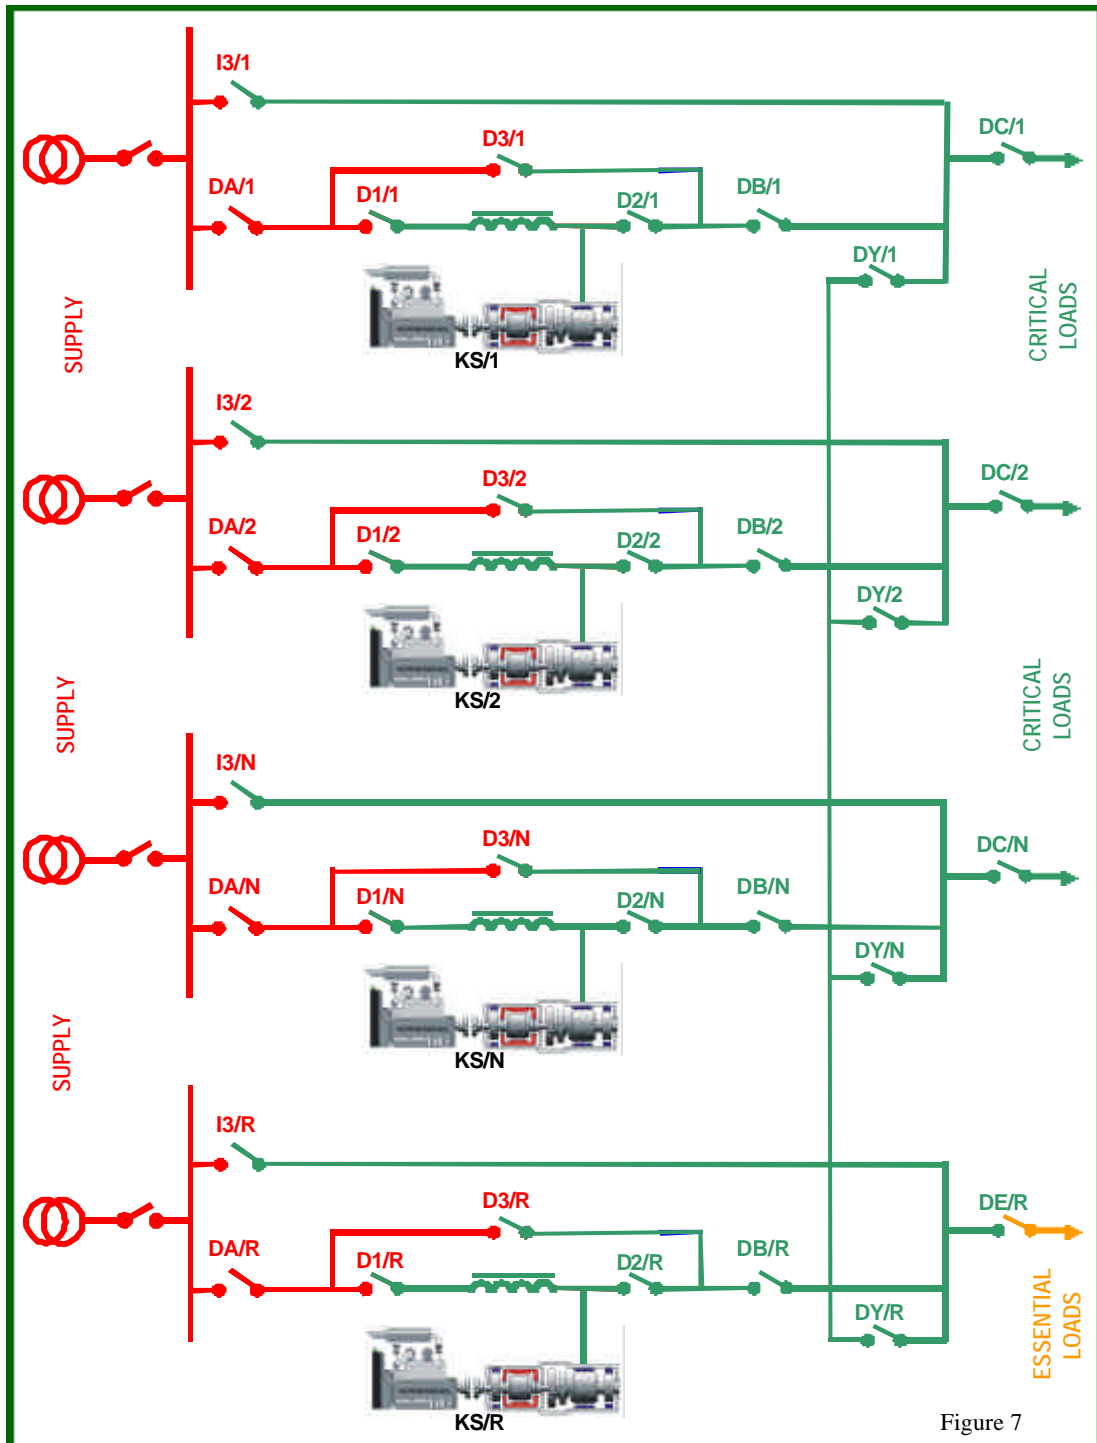 I3/1
D3/1
DC/1
DA/1
D1/1
D2/1
DB/1
DY/1
SUPPLY
CRITICAL
LOADS
KS/1
I3/2
D3/2
DC/2
DA/2
D1/2
D2/2
DB/2
DY/2
SUPPLY
CRITICAL
LOADS
KS/2
I3/N
D3/N
DC/N
DA/N
D1/N
D2/N
DB/N
DY/N
SUPPLY
KS/N
I3/R
D3/R
DE/R
DA/R
D1/R
D2/R
DB/R
DY/R
ESSENTIAL
LOADS
KS/R
Figure 7